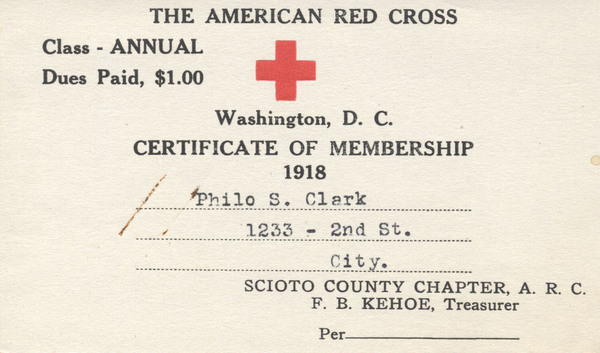 THE AMERICAN RED CROSS
Class - ANNUAL
Dues Paid, $1.00
Washington, D. C.
CERTIFICATE OF MEMBERSHIP
1918
Philo S. Clark
1233 - 2nd St.
City.
SCIOTO COUNTY CHAPTER, A. R. C.
F. B. KEHOE, Treasurer
Per